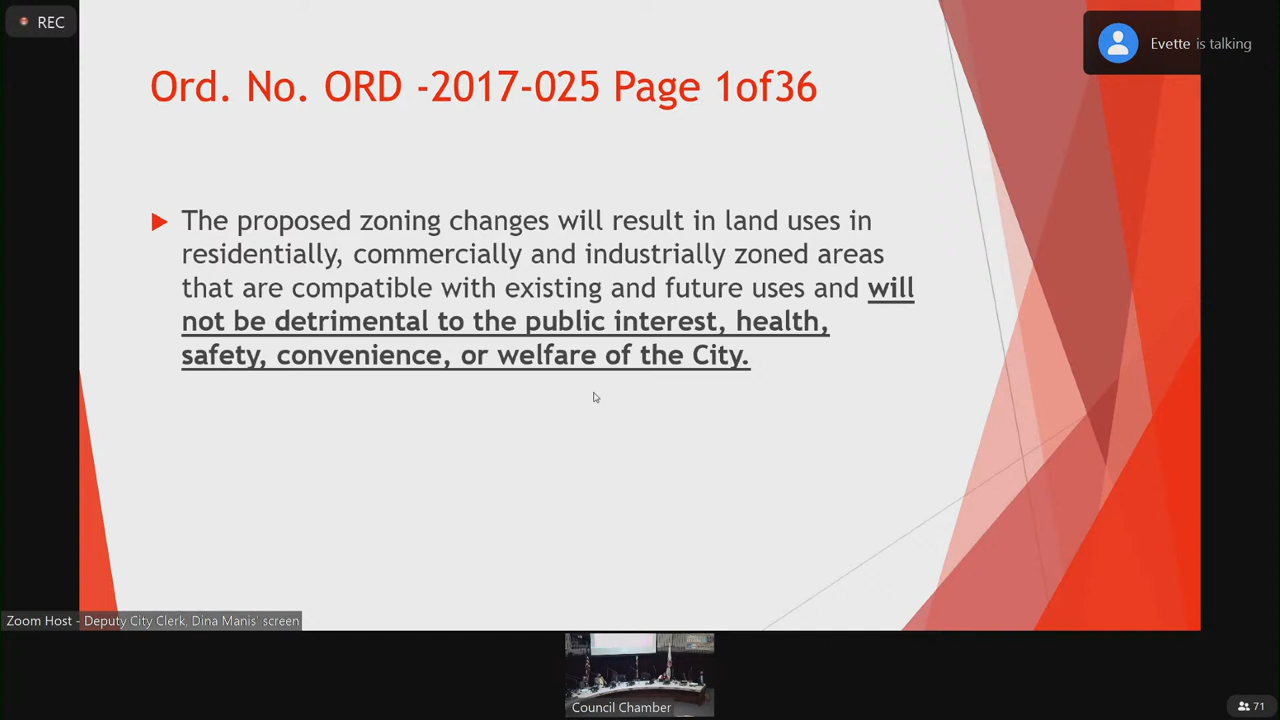 REC
Evette is talking
Ord. No. ORD -2017-025 Page 1of36
The proposed zoning changes will result in land uses in
residentially, commercially and industrially zoned areas
that are compatible with existing and future uses and will
not be detrimental to the public interest, health,
safety, convenience, or welfare of the City.
Zoom Host - Deputy City Clerk, Dina Manis' screen
Council Chamber
71